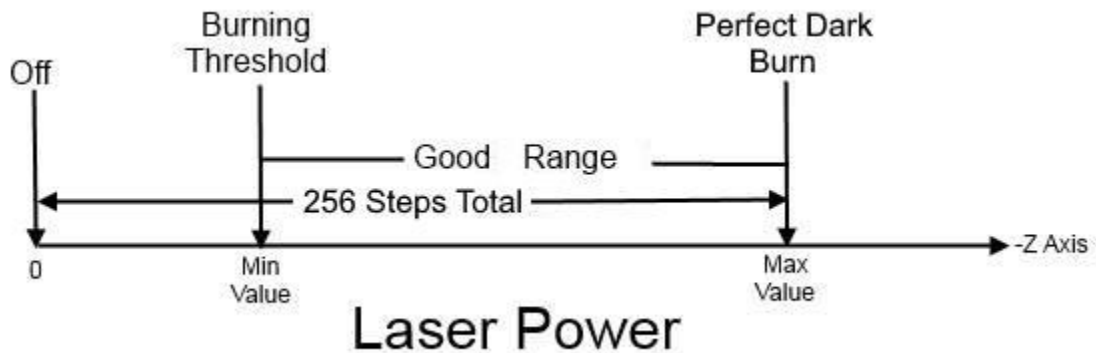 Burning
Threshold
Perfect Dark
Burn
Off
Good Range
256 Steps Total
-Z Axis
0
Min
Value
Max
Value
Laser Power